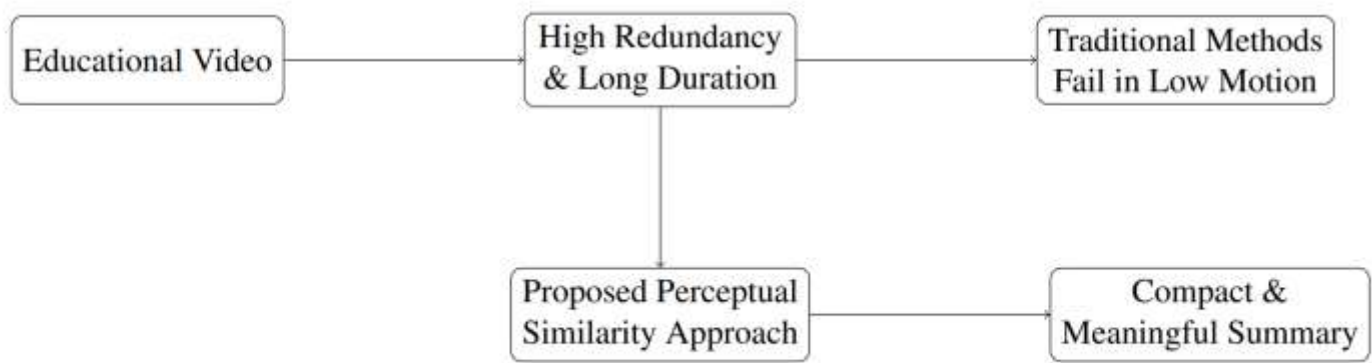 Educational Video
High Redundancy
& Long Duration
Traditional Methods
Fail in Low Motion
Proposed Perceptual
Similarity Approach
Compact &
Meaningful Summary